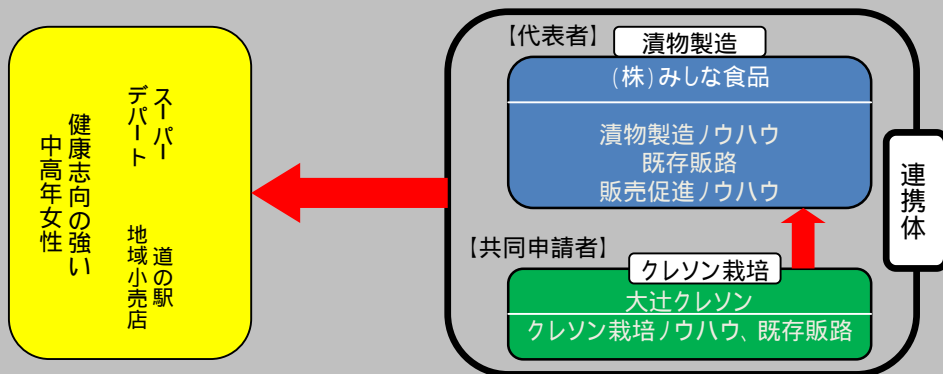 スーパー
デパート
道の駅
地域小売店
健康志向の強い
中高年女性
【代表者】
漬物製造
(株)みしな食品
漬物製造ノウハウ
既存販路
販売促進ノウハウ
連携体
【共同申請者】
クレソン栽培
大辻クレソン
クレソン栽培ノウハウ、既存販路